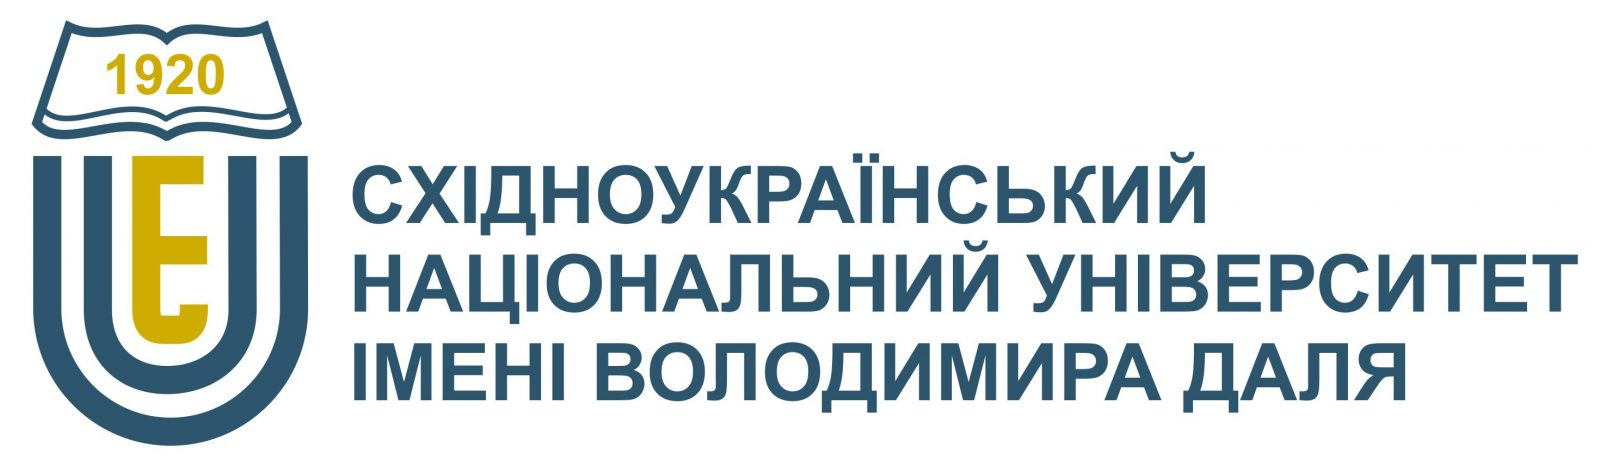 1920
СХІДНОУКРАЇНСЬКИЙ
НАЦІОНАЛЬНИЙ УНІВЕРСИТЕТ
ІМЕНІ ВОЛОДИМИРА ДАЛЯ